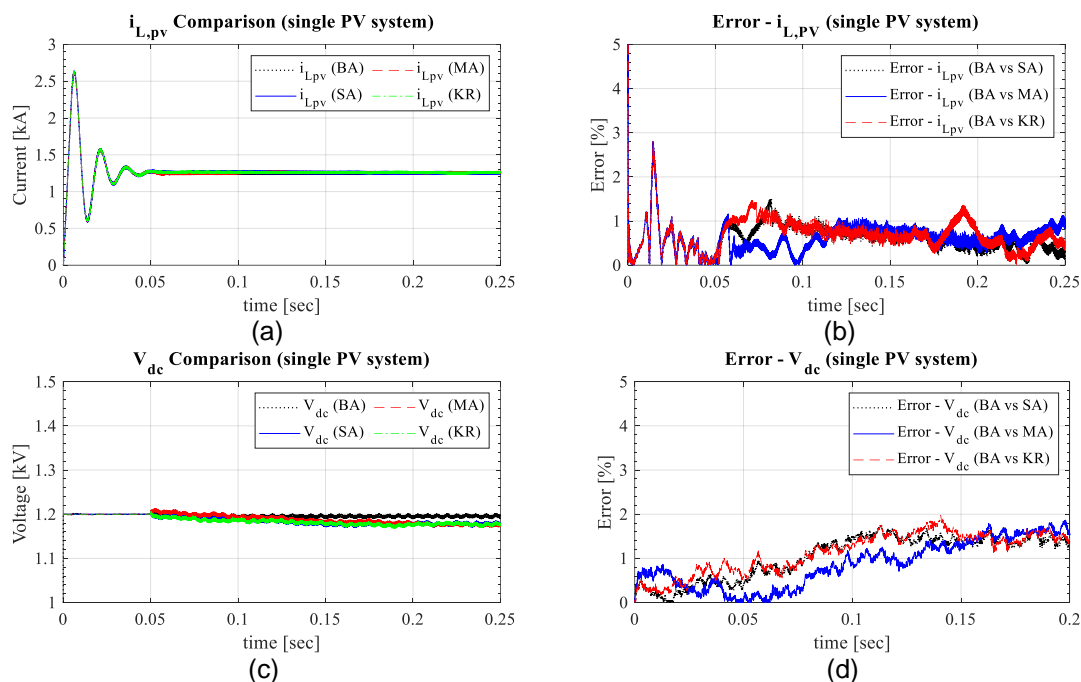 i_L,pv Comparison (single PV system)
Current [kA]
3
2.5
2
1.5
1
0.5
0
i_Lpv (BA) i_Lpv (MA)
i_Lpv (SA) i_Lpv (KR)
0 0.05 0.1 0.15 0.2 0.25
time [sec]
(a)
Error - i_L,PV (single PV system)
Error [%]
5
4
3
2
1
0
Error - i_Lpv (BA vs SA)
Error - i_Lpv (BA vs MA)
Error - i_Lpv (BA vs KR)
0 0.05 0.1 0.15 0.2 0.25
time [sec]
(b)
V_dc Comparison (single PV system)
Voltage [kV]
1.5
1.4
1.3
1.2
1.1
1
V_dc (BA) V_dc (MA)
V_dc (SA) V_dc (KR)
0 0.05 0.1 0.15 0.2 0.25
time [sec]
(c)
Error - V_dc (single PV system)
Error [%]
5
4
3
2
1
0
Error - V_dc (BA vs SA)
Error - V_dc (BA vs MA)
Error - V_dc (BA vs KR)
0 0.05 0.1 0.15 0.2
time [sec]
(d)